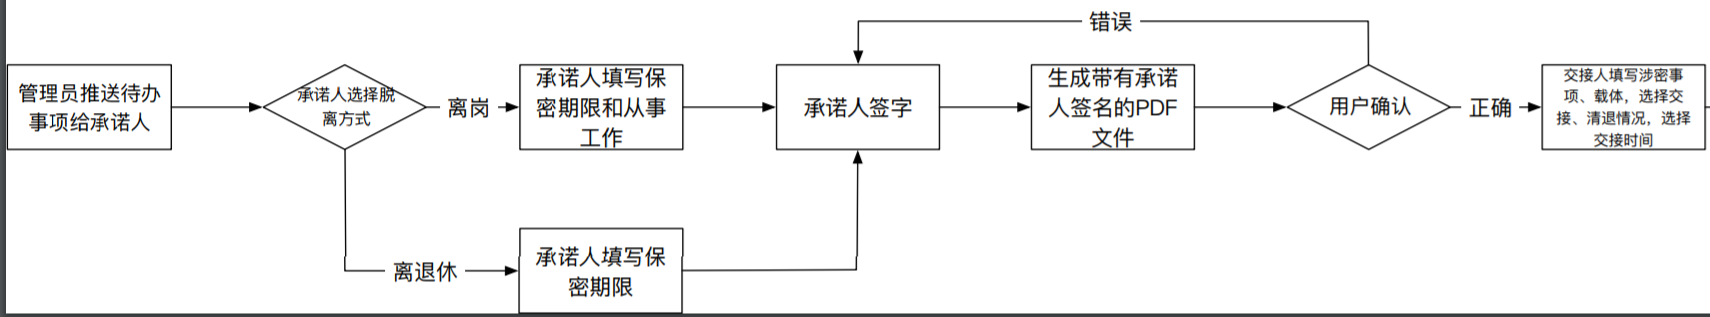 错误
管理员推送待办
事项给承诺人
承诺人选择脱
离方式
离岗
承诺人填写保
密期限和从事
工作
承诺人签字
生成带有承诺
人签名的PDF
文件
用户确认
正确
交接人填写涉密事
项、载体，选择交
接、清退情况，选择
交接时间
离退休
承诺人填写保
密期限